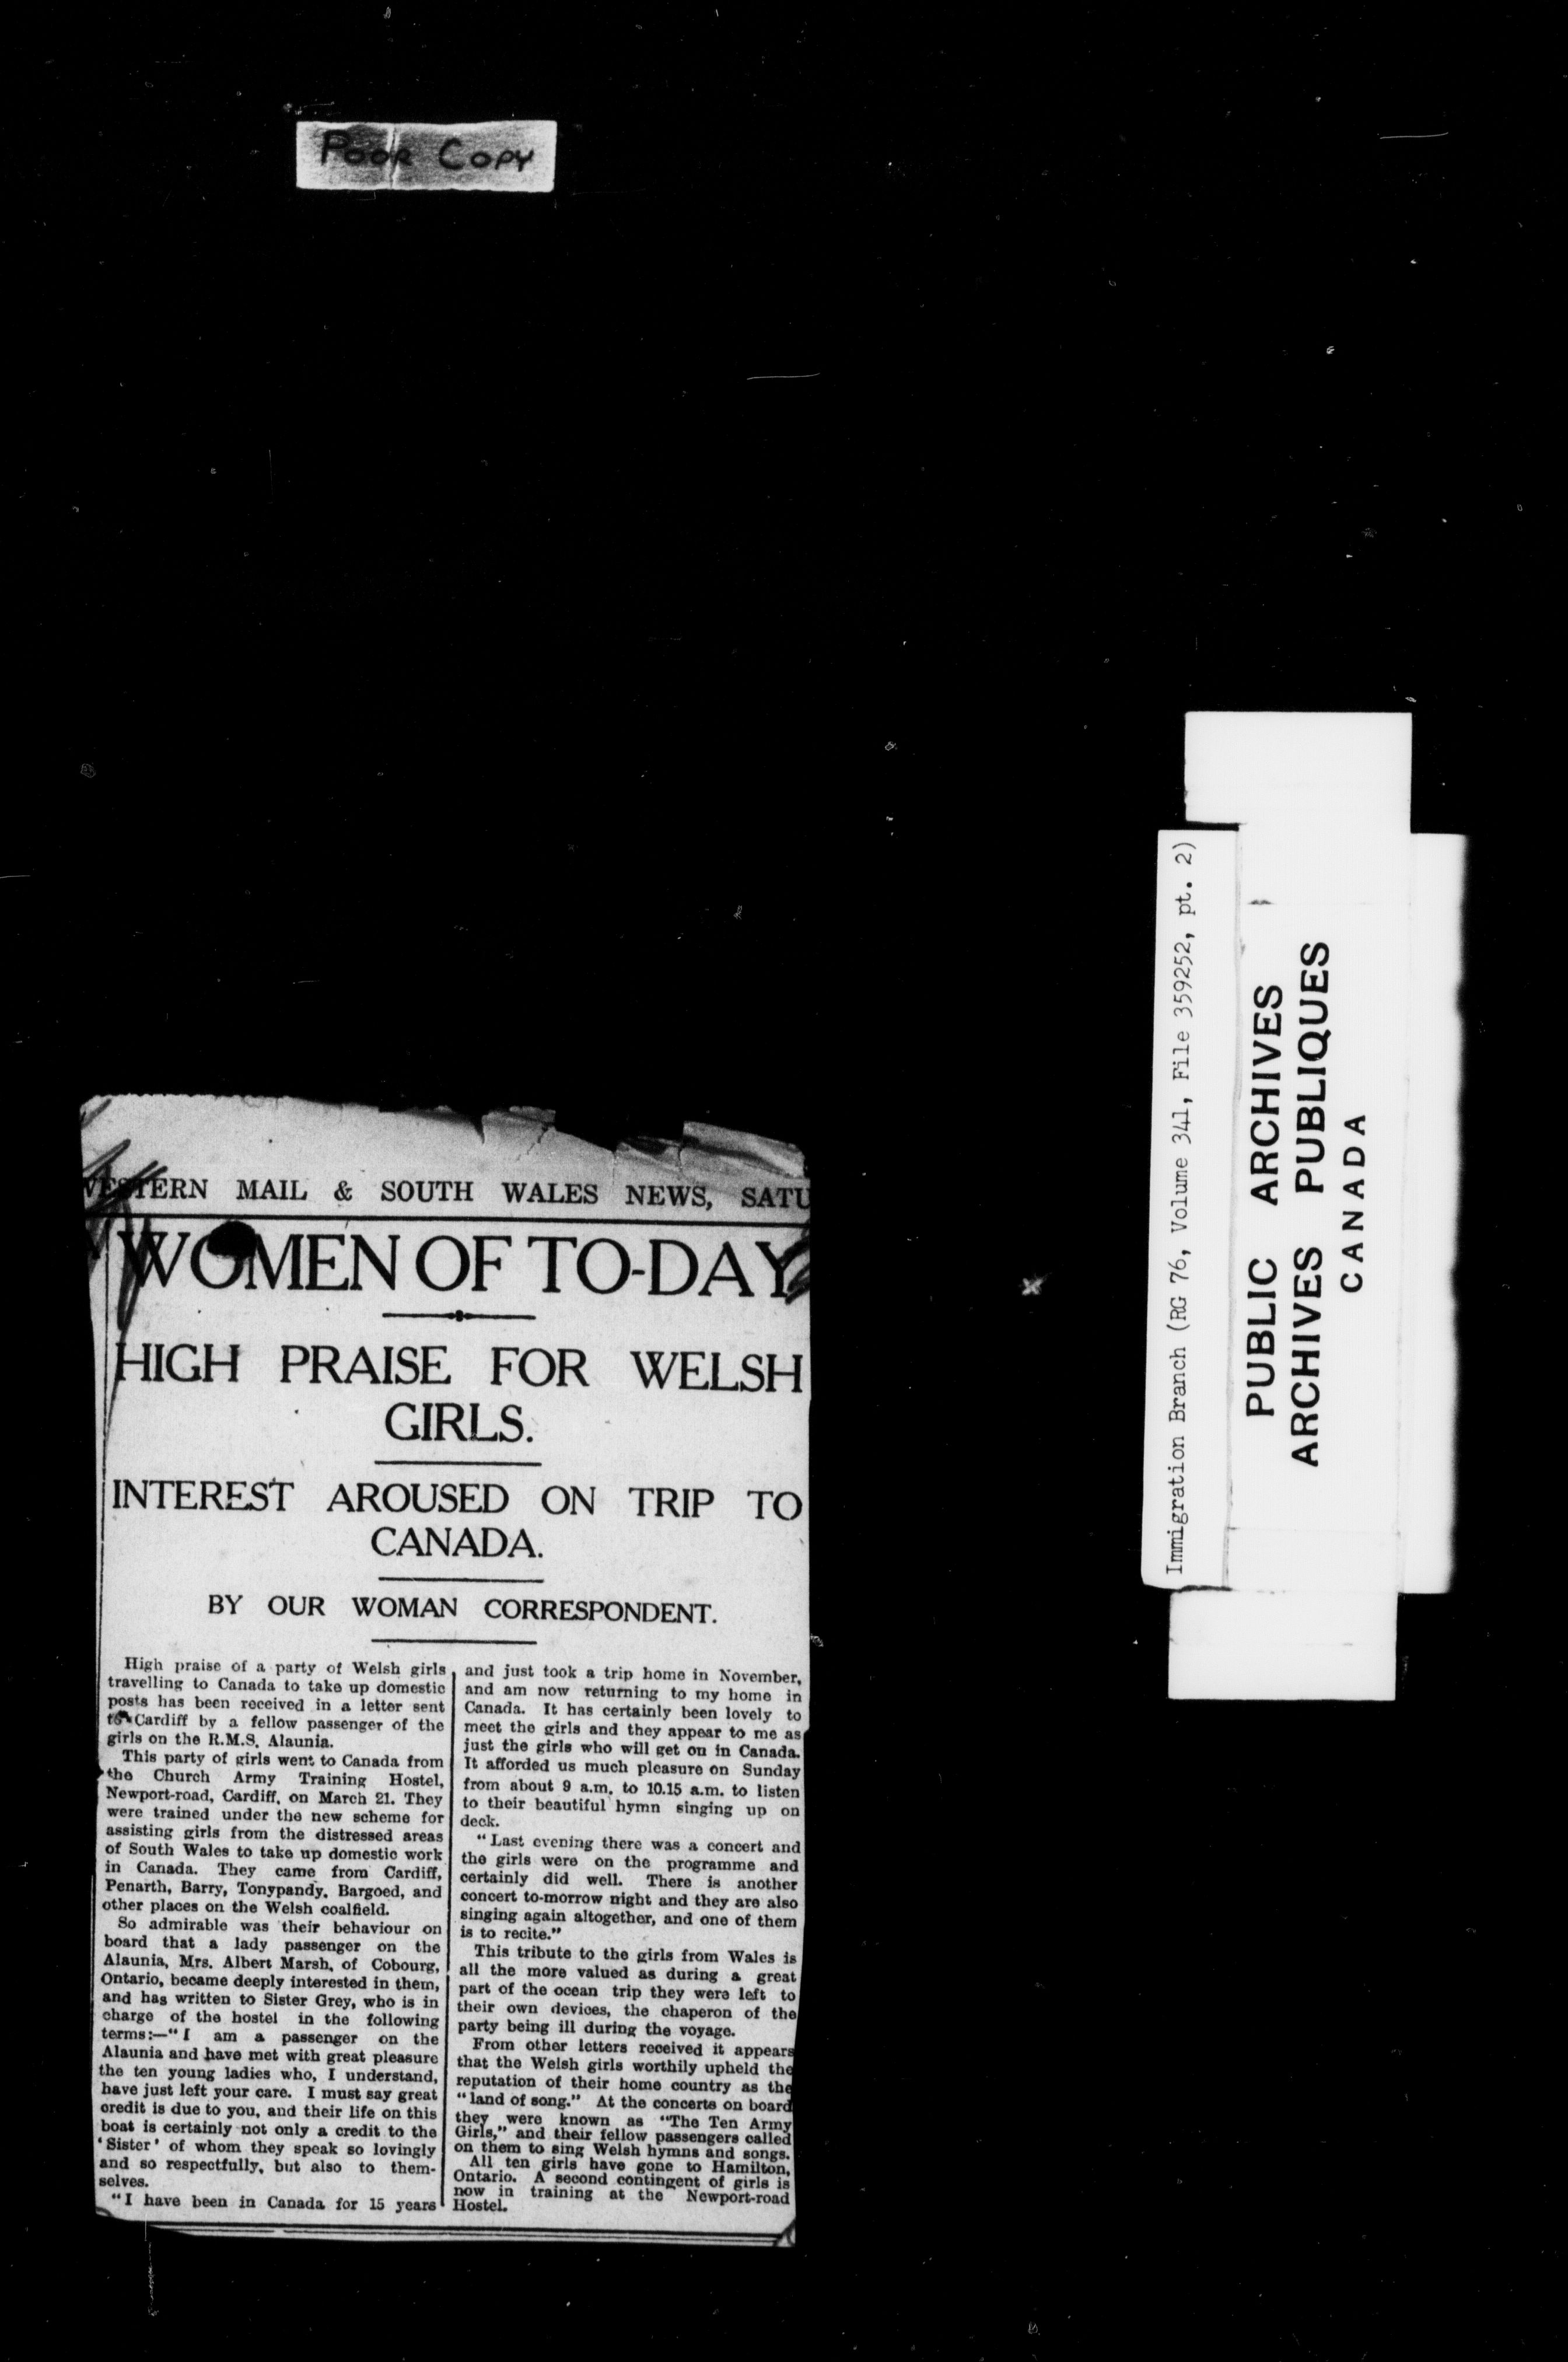 Poor Copy
WESTERN MAIL & SOUTH WALES NEWS, SATU
WOMEN OF TO-DAY
HIGH PRAISE FOR WELSH
GIRLS.
INTEREST AROUSED ON TRIP TO
CANADA.
BY OUR WOMAN CORRESPONDENT.
High praise of a party of Welsh girls
travelling to Canada to take up domestic
posts has been received in a letter sent
to Cardiff by a fellow passenger of the
girls on the R.M.S. Alaunia.
This party of girls went to Canada from
the Church Army Training Hostel,
Newport-road, Cardiff, on March 21. They
were trained under the new scheme for
assisting girls from the distressed areas
of South Wales to take up domestic work
in Canada. They came from Cardiff,
Penarth, Barry, Tonypandy, Bargoed, and
other places on the Welsh coalfield.
So admirable was their behaviour on
board that a lady passenger on the
Alaunia, Mrs. Albert Marsh, of Cobourg,
Ontario, became deeply interested in them,
and has written to Sister Grey, who is in
charge of the hostel in the following
terms:—"I am a passenger on the
Alaunia and have met with great pleasure
the ten young ladies who, I understand,
have just left your care. I must say great
credit is due to you, and their life on this
boat is certainly not only a credit to the
'Sister' of whom they speak so lovingly
and so respectfully, but also to them-
selves.
"I have been in Canada for 15 years
and just took a trip home in November,
and am now returning to my home in
Canada. It has certainly been lovely to
meet the girls and they appear to me as
just the girls who will get on in Canada.
It afforded us much pleasure on Sunday
from about 9 a.m. to 10.15 a.m. to listen
to their beautiful hymn singing up on
deck.
"Last evening there was a concert and
the girls were on the programme and
certainly did well. There is another
concert to-morrow night and they are also
singing again altogether, and one of them
is to recite."
This tribute to the girls from Wales is
all the more valued as during a great
part of the ocean trip they were left to
their own devices, the chaperon of the
party being ill during the voyage.
From other letters received it appears
that the Welsh girls worthily upheld the
reputation of their home country as the
"land of song." At the concerts on board
they were known as "The Ten Army
Girls," and their fellow passengers called
on them to sing Welsh hymns and songs.
All ten girls have gone to Hamilton,
Ontario. A second contingent of girls is
now in training at the Newport-road
Hostel.
Immigration Branch (RG 76, Volume 341, File 359252, pt. 2)
PUBLIC ARCHIVES
ARCHIVES PUBLIQUES
CANADA